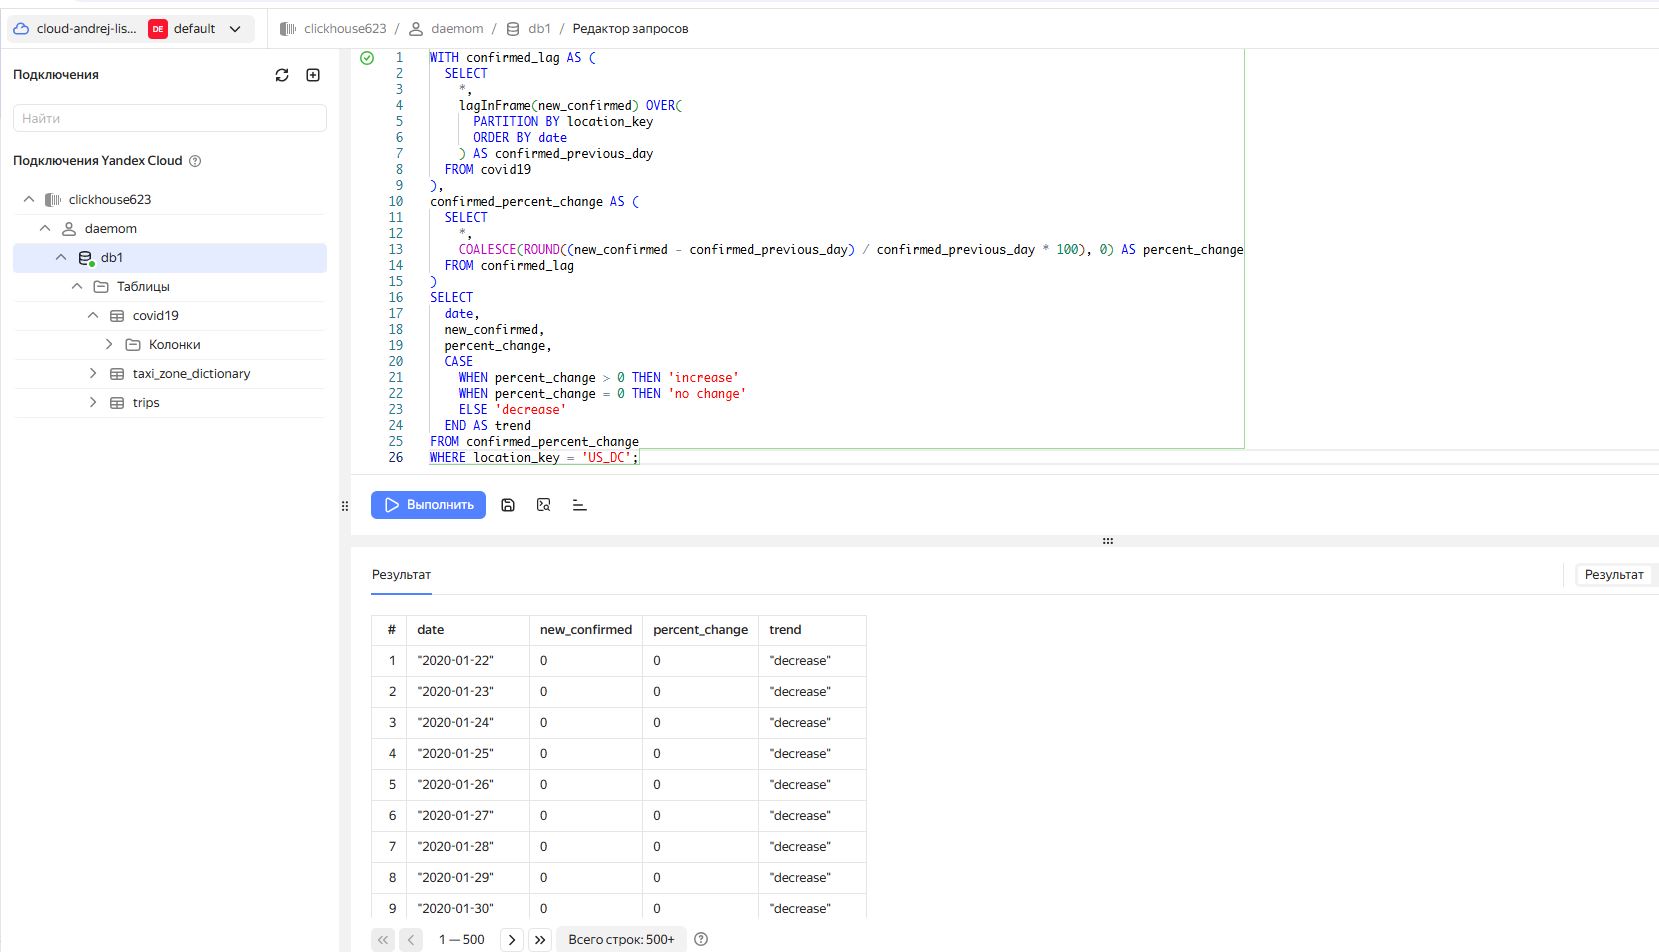 cloud-andrej-lis... DE default clickhouse623 / daemom / db1 / Редактор запросов
Подключения
Найти
Подключения Yandex Cloud
clickhouse623
daemom
db1
Таблицы
covid19
Колонки
taxi_zone_dictionary
trips
1 WITH confirmed_lag AS (
2 SELECT
3 *,
4 lagInFrame(new_confirmed) OVER(
5 PARTITION BY location_key
6 ORDER BY date
7 ) AS confirmed_previous_day
8 FROM covid19
9 ),
10 confirmed_percent_change AS (
11 SELECT
12 *,
13 COALESCE(ROUND((new_confirmed - confirmed_previous_day) / confirmed_previous_day * 100), 0) AS percent_change
14 FROM confirmed_lag
15 )
16 SELECT
17 date,
18 new_confirmed,
19 percent_change,
20 CASE
21 WHEN percent_change > 0 THEN 'increase'
22 WHEN percent_change = 0 THEN 'no change'
23 ELSE 'decrease'
24 END AS trend
25 FROM confirmed_percent_change
26 WHERE location_key = 'US_DC';
Выполнить
Результат Результат
# date new_confirmed percent_change trend
1 "2020-01-22" 0 0 "decrease"
2 "2020-01-23" 0 0 "decrease"
3 "2020-01-24" 0 0 "decrease"
4 "2020-01-25" 0 0 "decrease"
5 "2020-01-26" 0 0 "decrease"
6 "2020-01-27" 0 0 "decrease"
7 "2020-01-28" 0 0 "decrease"
8 "2020-01-29" 0 0 "decrease"
9 "2020-01-30" 0 0 "decrease"
1 — 500 Всего строк: 500+